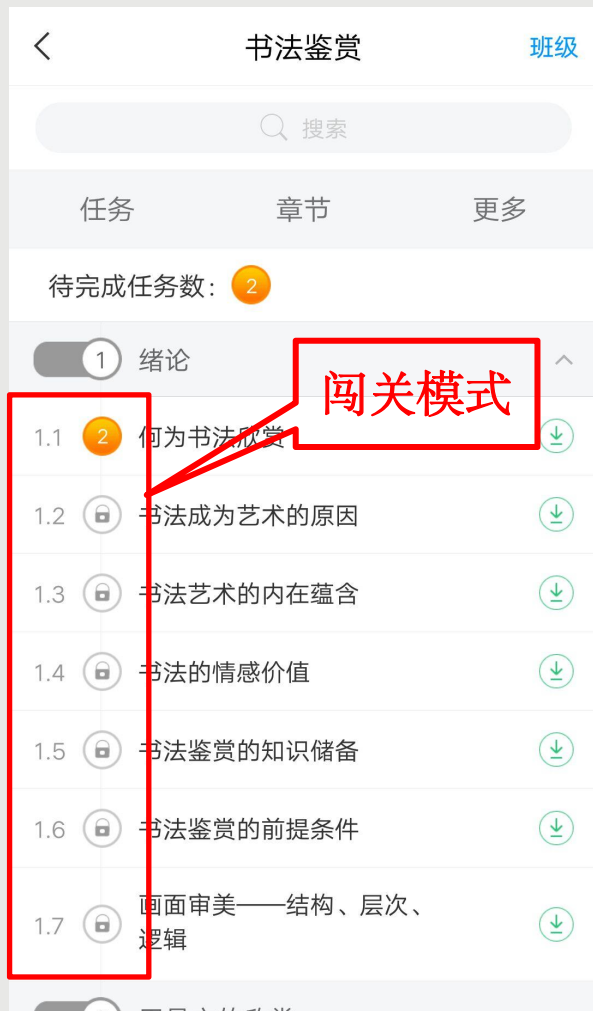 书法鉴赏
班级
搜索
任务 章节 更多
待完成任务数： 2
1 绪论
闯关模式
1.1 2 何为书法欣赏
1.2 书法成为艺术的原因
1.3 书法艺术的内在蕴含
1.4 书法的情感价值
1.5 书法鉴赏的知识储备
1.6 书法鉴赏的前提条件
1.7 画面审美——结构、层次、
逻辑